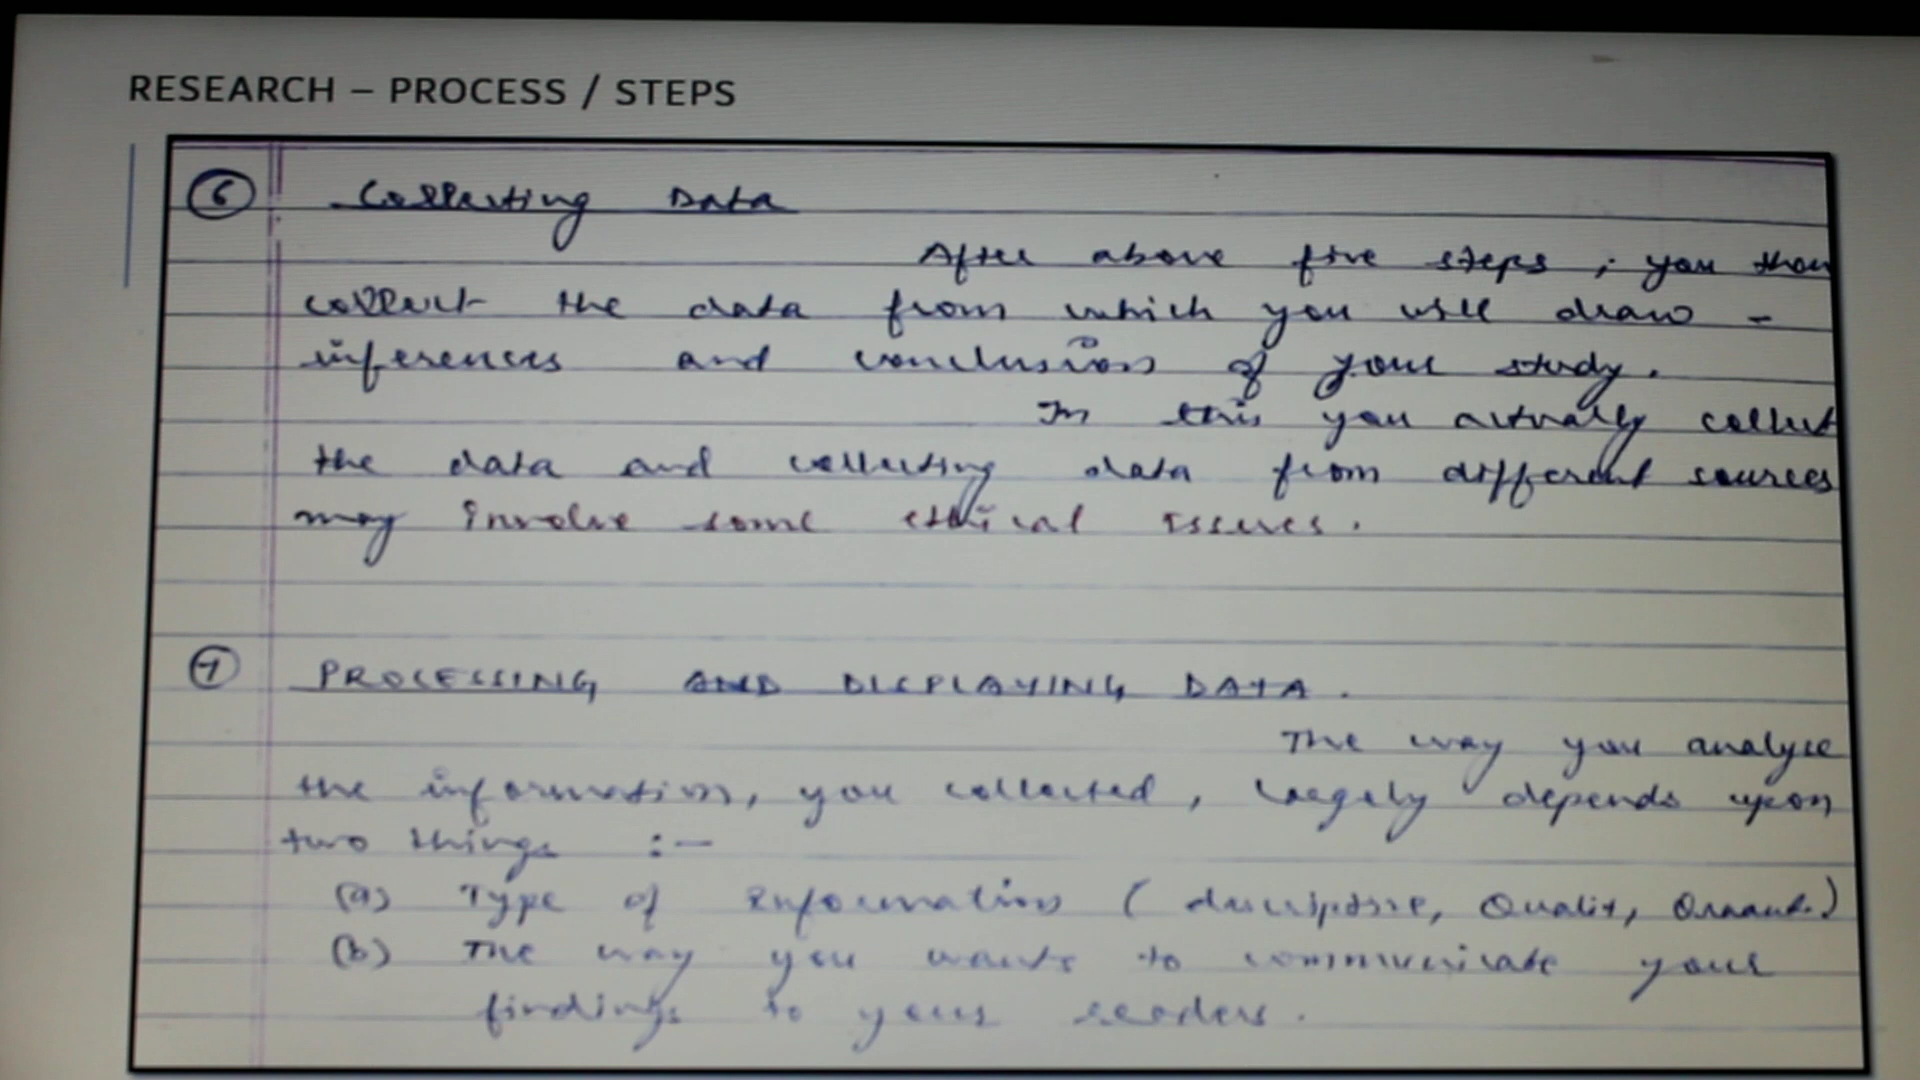 RESEARCH – PROCESS / STEPS
6 Collecting Data
After above five steps, you then
collect the data from which you will draw -
inferences and conclusions of your study.
In this you actually collect
the data and collecting data from different sources
may involve some ethical issues.
7 PROCESSING AND DISPLAYING DATA.
The way you analyse
the information, you collected, largely depends upon
two things :-
(a) Type of Information ( descriptive, Qualit, Quant.)
(b) The way you wants to communicate your
findings to your readers.